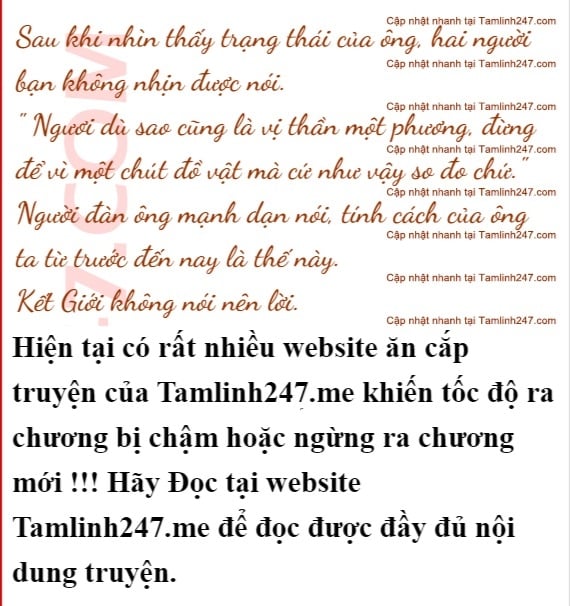 Cập nhật nhanh tại Tamlinh247.com
Sau khi nhìn thấy trạng thái của ông, hai người
Cập nhật nhanh tại Tamlinh247.com
bạn không nhịn được nói.
Cập nhật nhanh tại Tamlinh247.com
" Ngươi dù sao cũng là vị thần một phương, đừng
Cập nhật nhanh tại Tamlinh247.com
để vì một chút đồ vật mà cứ như vậy so đo chứ."
Cập nhật nhanh tại Tamlinh247.com
Người đàn ông mạnh dạn nói, tính cách của ông
Cập nhật nhanh tại Tamlinh247.com
ta từ trước đến nay là thế này.
Cập nhật nhanh tại Tamlinh247.com
Kết Giới không nói nên lời.
Cập nhật nhanh tại Tamlinh247.com
7.COM
Hiện tại có rất nhiều website ăn cắp
truyện của Tamlinh247.me khiến tốc độ ra
chương bị chậm hoặc ngừng ra chương
mới !!! Hãy Đọc tại website
Tamlinh247.me để đọc được đầy đủ nội
dung truyện.